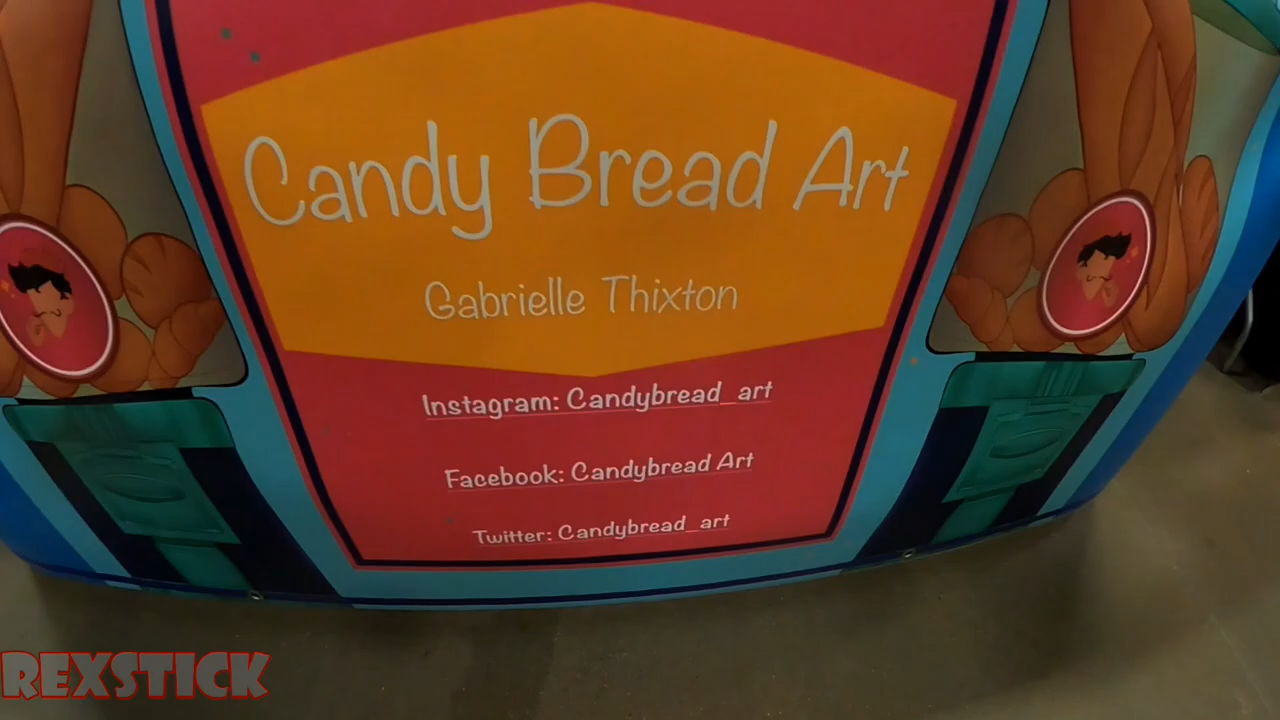 Candy Bread Art
Gabrielle Thixton
Instagram: Candybread_art
Facebook: Candybread Art
Twitter: Candybread_art
REXSTICK